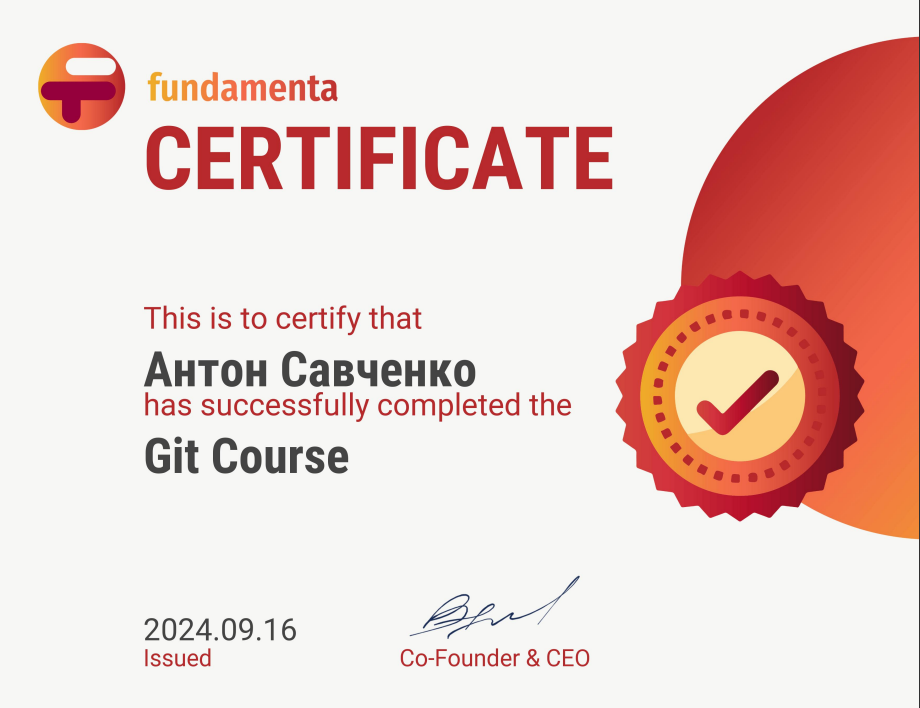 fundamenta
CERTIFICATE
This is to certify that
Антон Савченко
has successfully completed the
Git Course
2024.09.16
Issued
Co-Founder & CEO